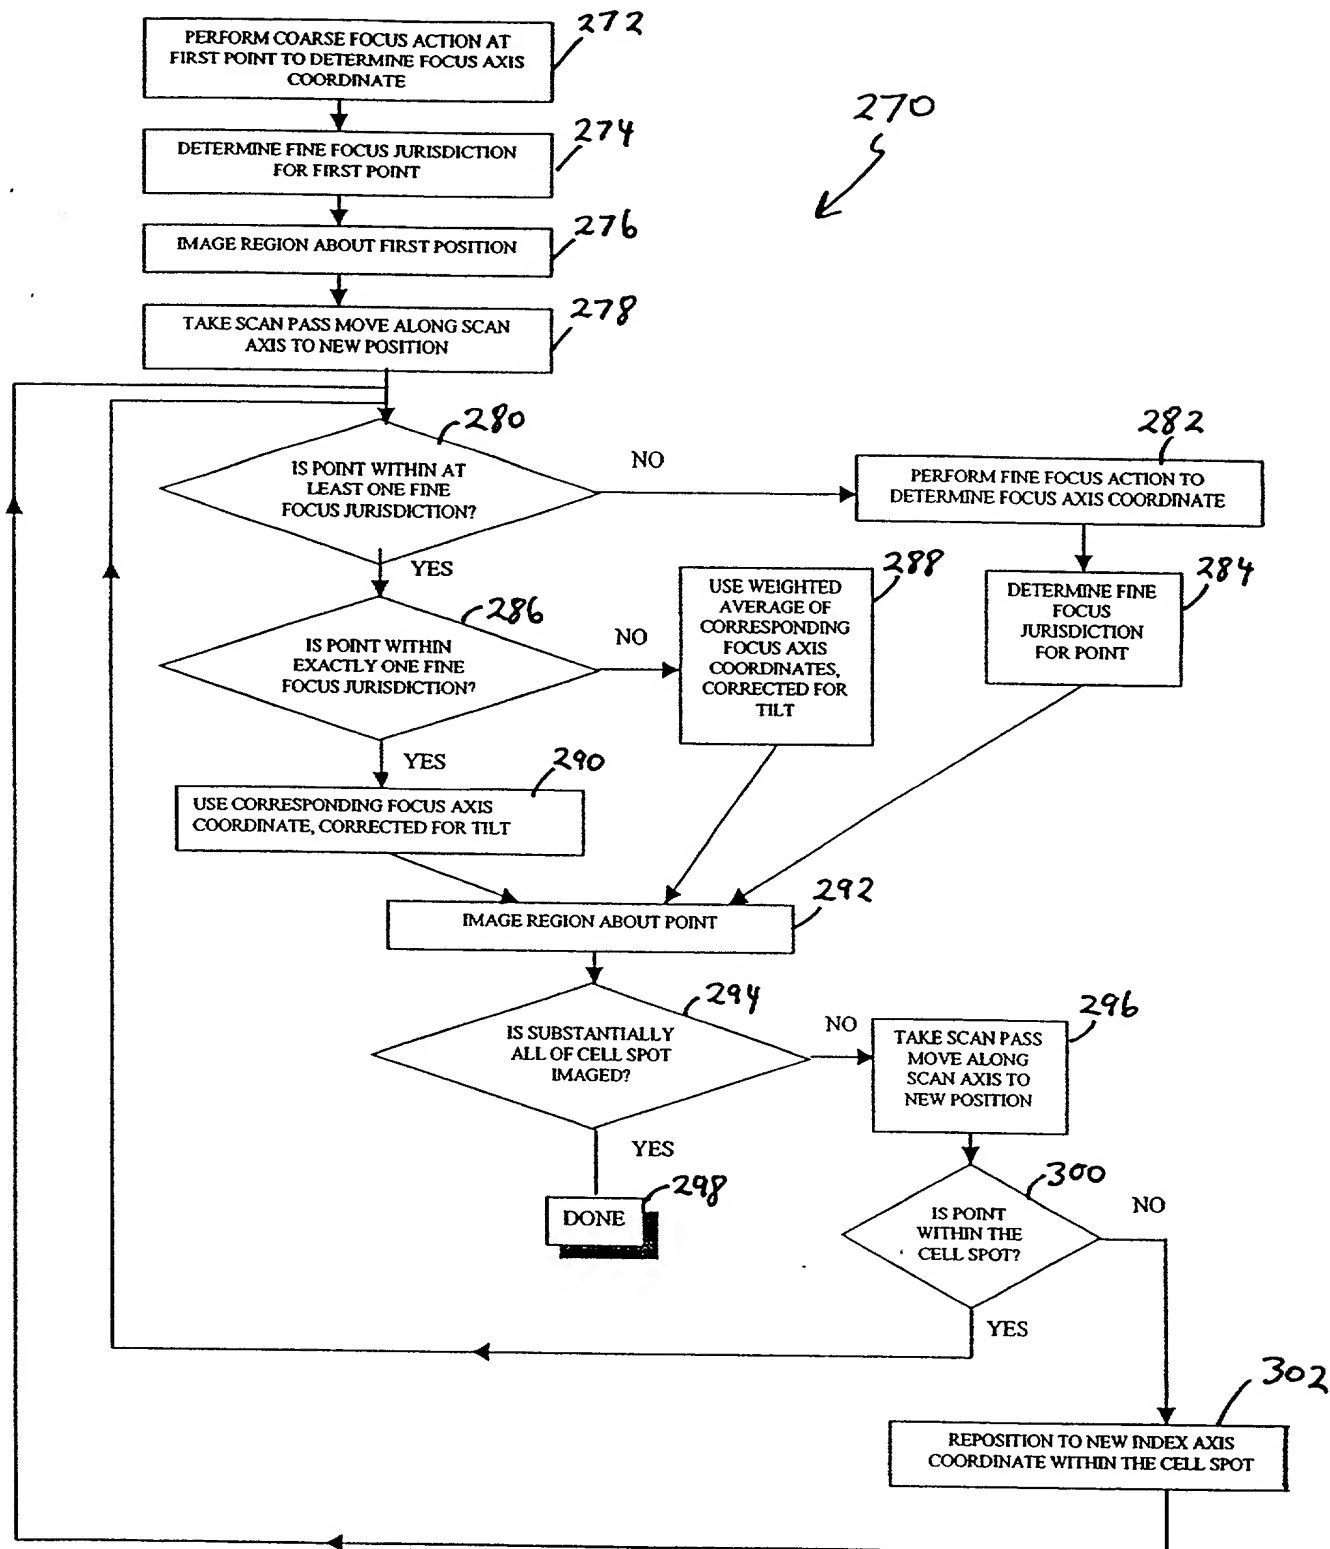 272
PERFORM COARSE FOCUS ACTION AT
FIRST POINT TO DETERMINE FOCUS AXIS
COORDINATE
270
274
DETERMINE FINE FOCUS JURISDICTION
FOR FIRST POINT
276
IMAGE REGION ABOUT FIRST POSITION
278
TAKE SCAN PASS MOVE ALONG SCAN
AXIS TO NEW POSITION
280
IS POINT WITHIN AT
LEAST ONE FINE
FOCUS JURISDICTION?
NO
YES
282
PERFORM FINE FOCUS ACTION TO
DETERMINE FOCUS AXIS COORDINATE
284
DETERMINE FINE
FOCUS
JURISDICTION
FOR POINT
286
IS POINT WITHIN
EXACTLY ONE FINE
FOCUS JURISDICTION?
NO
YES
288
USE WEIGHTED
AVERAGE OF
CORRESPONDING
FOCUS AXIS
COORDINATES,
CORRECTED FOR
TILT
290
USE CORRESPONDING FOCUS AXIS
COORDINATE, CORRECTED FOR TILT
292
IMAGE REGION ABOUT POINT
294
IS SUBSTANTIALLY
ALL OF CELL SPOT
IMAGED?
NO
YES
296
TAKE SCAN PASS
MOVE ALONG
SCAN AXIS TO
NEW POSITION
298
DONE
300
IS POINT
WITHIN THE
CELL SPOT?
NO
YES
302
REPOSITION TO NEW INDEX AXIS
COORDINATE WITHIN THE CELL SPOT